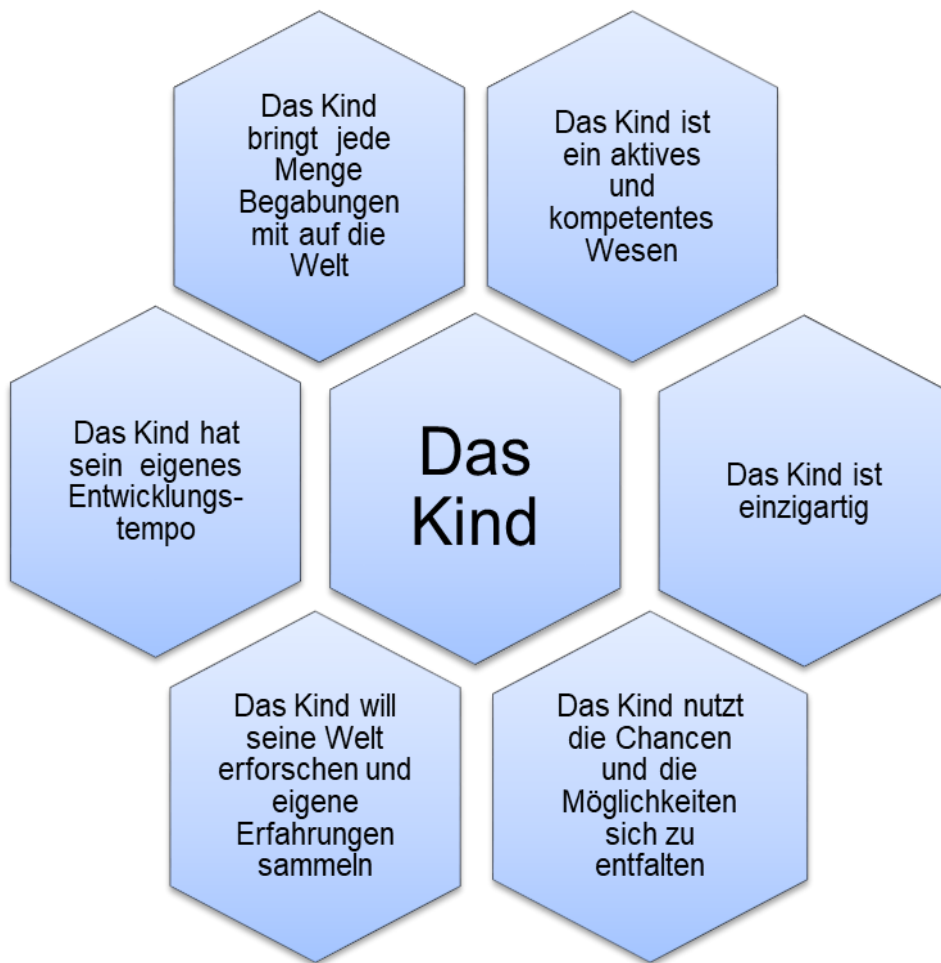 Das Kind
bringt jede
Menge
Begabungen
mit auf die
Welt
Das Kind ist
ein aktives
und
kompetentes
Wesen
Das Kind hat
sein eigenes
Entwicklungs-
tempo
Das
Kind
Das Kind ist
einzigartig
Das Kind will
seine Welt
erforschen und
eigene
Erfahrungen
sammeln
Das Kind nutzt
die Chancen
und die
Möglichkeiten
sich zu
entfalten